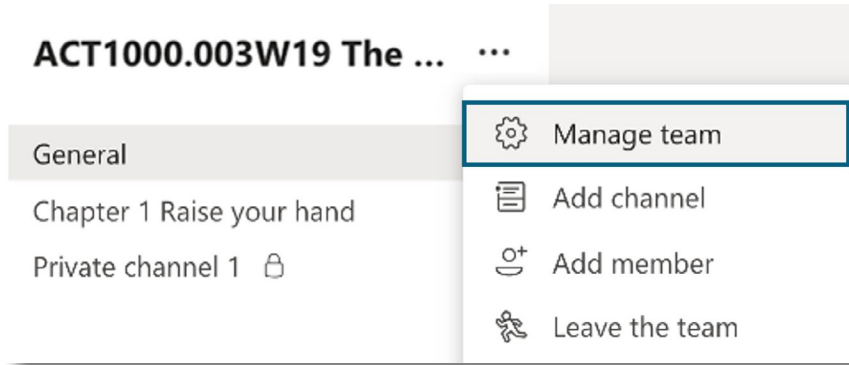 ACT1000.003W19 The ... ...
General
Chapter 1 Raise your hand
Private channel 1
Manage team
Add channel
Add member
Leave the team